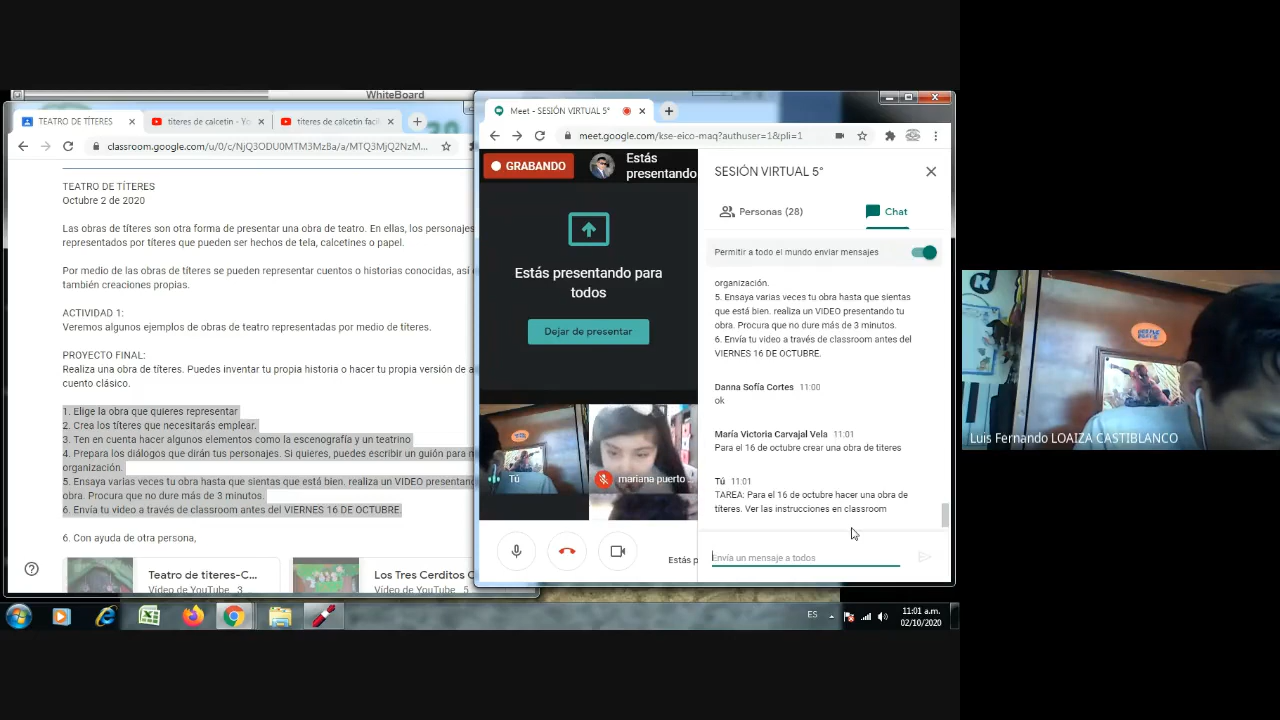 WhiteBoard
TEATRO DE TÍTERES
títeres de calcetín - Yo
títeres de calcetin facil
classroom.google.com/u/0/c/NjQ3ODU0MTM3MzBa/a/MTQ3MjQ2NzM...
TEATRO DE TÍTERES
Octubre 2 de 2020
Las obras de títeres son otra forma de presentar una obra de teatro. En ellas, los personajes
representados por títeres que pueden ser hechos de tela, calcetines o papel.
Por medio de las obras de títeres se pueden representar cuentos o historias conocidas, así
también creaciones propias.
ACTIVIDAD 1:
Veremos algunos ejemplos de obras de teatro representadas por medio de títeres.
PROYECTO FINAL:
Realiza una obra de títeres. Puedes inventar tu propia historia o hacer tu propia versión de a
cuento clásico.
1. Elige la obra que quieres representar
2. Crea los títeres que necesitarás emplear.
3. Ten en cuenta hacer algunos elementos como la escenografía y un teatrino
4. Prepara los diálogos que dirán tus personajes. Si quieres, puedes escribir un guión para m
organización.
5. Ensaya varias veces tu obra hasta que sientas que está bien. realiza un VIDEO presentand
obra. Procura que no dure más de 3 minutos.
6. Envía tu video a través de classroom antes del VIERNES 16 DE OCTUBRE.
6. Con ayuda de otra persona,
Teatro de titeres-C...
Video de YouTube 3
Los Tres Cerditos C
Video de YouTube 5
Meet - SESIÓN VIRTUAL 5°
meet.google.com/kse-eico-maq?authuser=1&pli=1
GRABANDO
Estás
presentando
Estás presentando para
todos
Dejar de presentar
Tú
mariana puerto ..
Estás p
SESIÓN VIRTUAL 5°
Personas (28)
Chat
Permitir a todo el mundo enviar mensajes
organización.
5. Ensaya varias veces tu obra hasta que sientas
que está bien. realiza un VIDEO presentando tu
obra. Procura que no dure más de 3 minutos.
6. Envía tu video a través de classroom antes del
VIERNES 16 DE OCTUBRE.
Danna Sofía Cortes 11:00
ok
María Victoria Carvajal Vela 11:01
Para el 16 de octubre crear una obra de titeres
Tú 11:01
TAREA: Para el 16 de octubre hacer una obra de
títeres. Ver las instrucciones en classroom
Envía un mensaje a todos
ES
11:01 a.m.
02/10/2020
Luis Fernando LOAIZA CASTIBLANCO